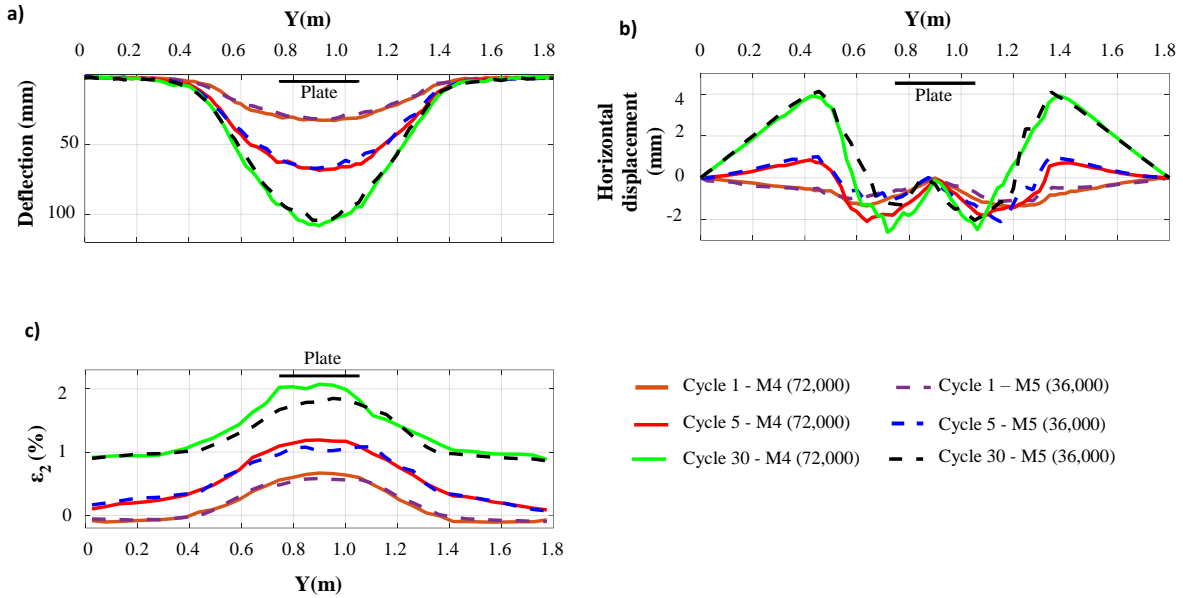 a)
Y(m)
0 0.2 0.4 0.6 0.8 1.0 1.2 1.4 1.6 1.8
Plate
50
100
Deflection (mm)
b)
Y(m)
0 0.2 0.4 0.6 0.8 1.0 1.2 1.4 1.6 1.8
Plate
4
2
0
-2
Horizontal
displacement
(mm)
c)
Plate
2
1
0
ε2 (%)
0 0.2 0.4 0.6 0.8 1.0 1.2 1.4 1.6 1.8
Y(m)
Cycle 1 - M4 (72,000)
Cycle 1 – M5 (36,000)
Cycle 5 - M4 (72,000)
Cycle 5 - M5 (36,000)
Cycle 30 - M4 (72,000)
Cycle 30 - M5 (36,000)